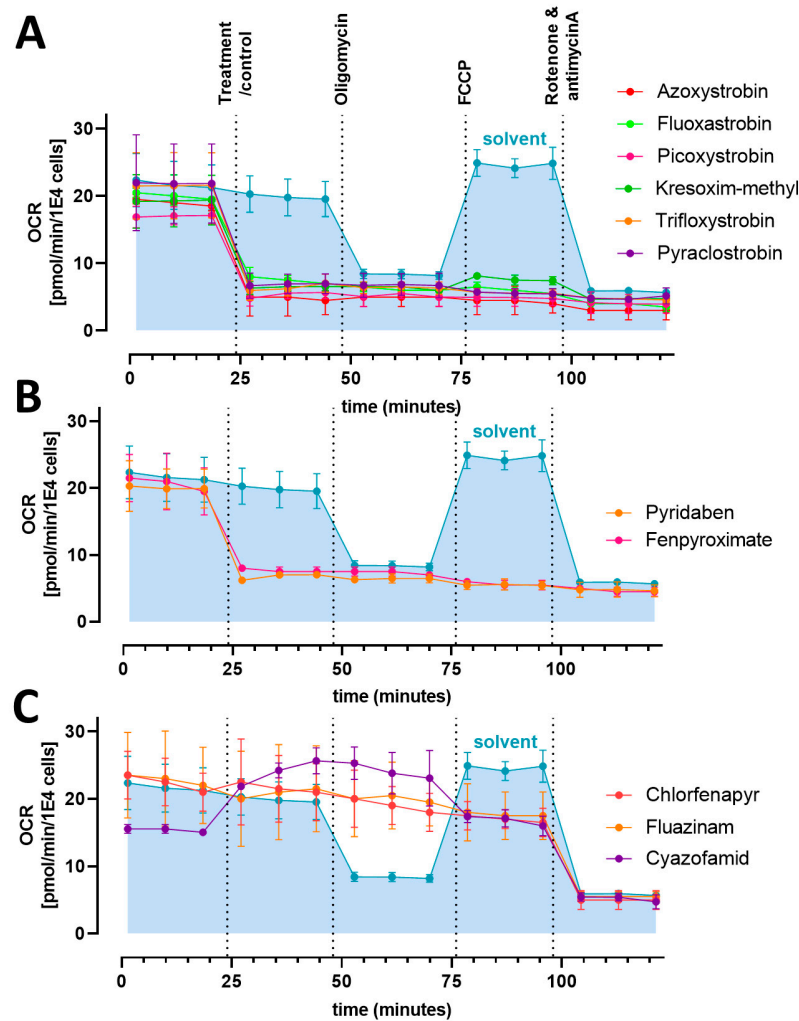 A
Treatment
/control
Oligomycin
FCCP
Rotenone &
antimycinA
solvent
Azoxystrobin
Fluoxastrobin
Picoxystrobin
Kresoxim-methyl
Trifloxystrobin
Pyraclostrobin
OCR
[pmol/min/1E4 cells]
30
20
10
0
0 25 50 75 100
time (minutes)
B
solvent
Pyridaben
Fenpyroximate
OCR
[pmol/min/1E4 cells]
30
20
10
0
0 25 50 75 100
time (minutes)
C
solvent
Chlorfenapyr
Fluazinam
Cyazofamid
OCR
[pmol/min/1E4 cells]
30
20
10
0
0 25 50 75 100
time (minutes)